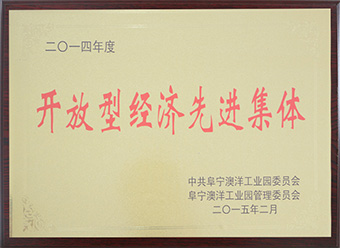 二〇一四年度
开放型经济先进集体
中共阜宁澳洋工业园委员会
阜宁澳洋工业园管理委员会
二〇一五年二月